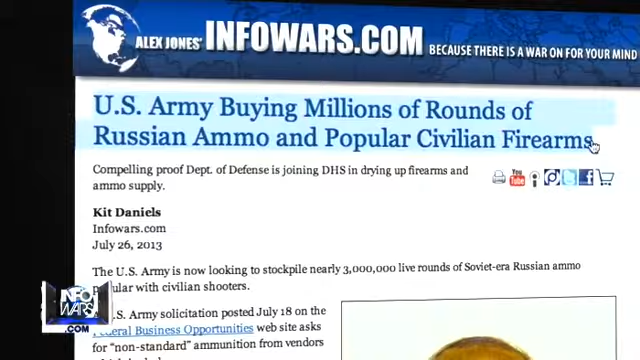 ALEX JONES' INFOWARS.COM BECAUSE THERE IS A WAR ON FOR YOUR MIND
U.S. Army Buying Millions of Rounds of
Russian Ammo and Popular Civilian Firearms
Compelling proof Dept. of Defense is joining DHS in drying up firearms and
ammo supply.
You Tube
Kit Daniels
Infowars.com
July 26, 2013
The U.S. Army is now looking to stockpile nearly 3,000,000 live rounds of Soviet-era Russian ammo
popular with civilian shooters.
.S. Army solicitation posted July 18 on the
Federal Business Opportunities web site asks
for "non-standard" ammunition from vendors
INFO
WARS
.COM